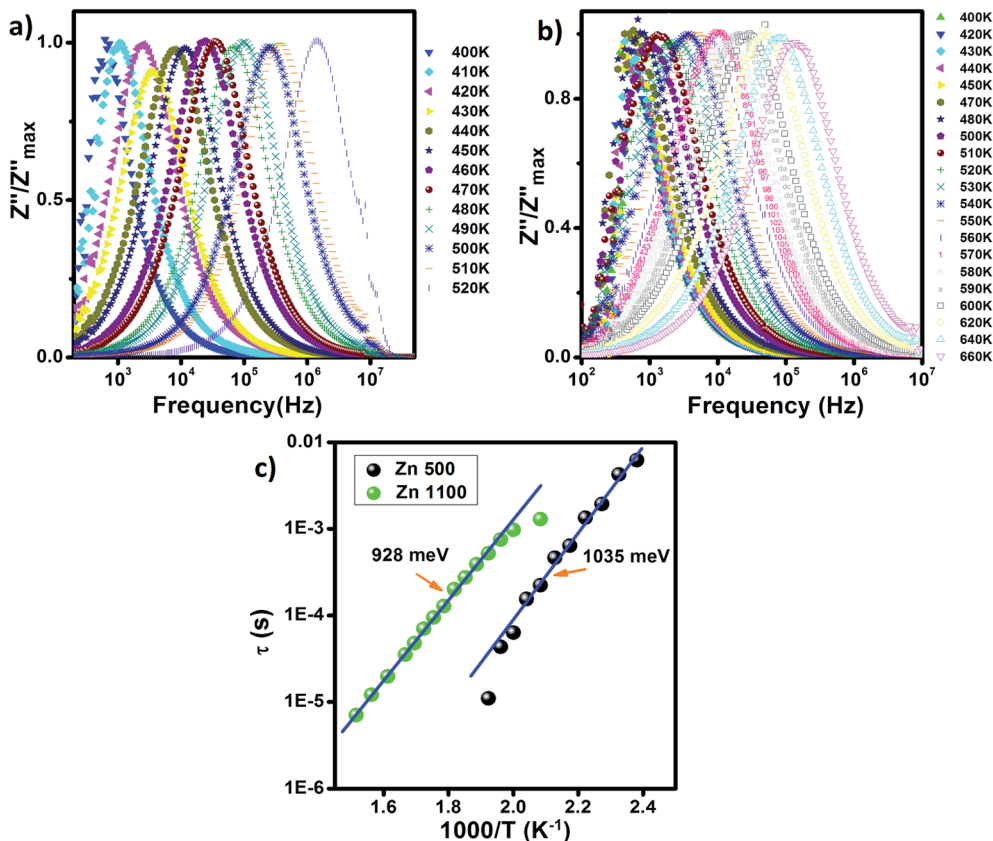 a)
Z''/Z''max
1.0
0.5
0.0
10³ 10⁴ 10⁵ 10⁶ 10⁷
Frequency(Hz)
400K
410K
420K
430K
440K
450K
460K
470K
480K
490K
500K
510K
520K
b)
Z''/Z''max
0.8
0.4
0.0
10² 10³ 10⁴ 10⁵ 10⁶ 10⁷
Frequency (Hz)
400K
420K
430K
440K
450K
470K
480K
500K
510K
520K
530K
540K
550K
560K
1 570K
580K
a 590K
600K
620K
640K
660K
c)
Zn 500
Zn 1100
928 meV
1035 meV
τ (s)
0.01
1E-3
1E-4
1E-5
1E-6
1.6 1.8 2.0 2.2 2.4
1000/T (K⁻¹)